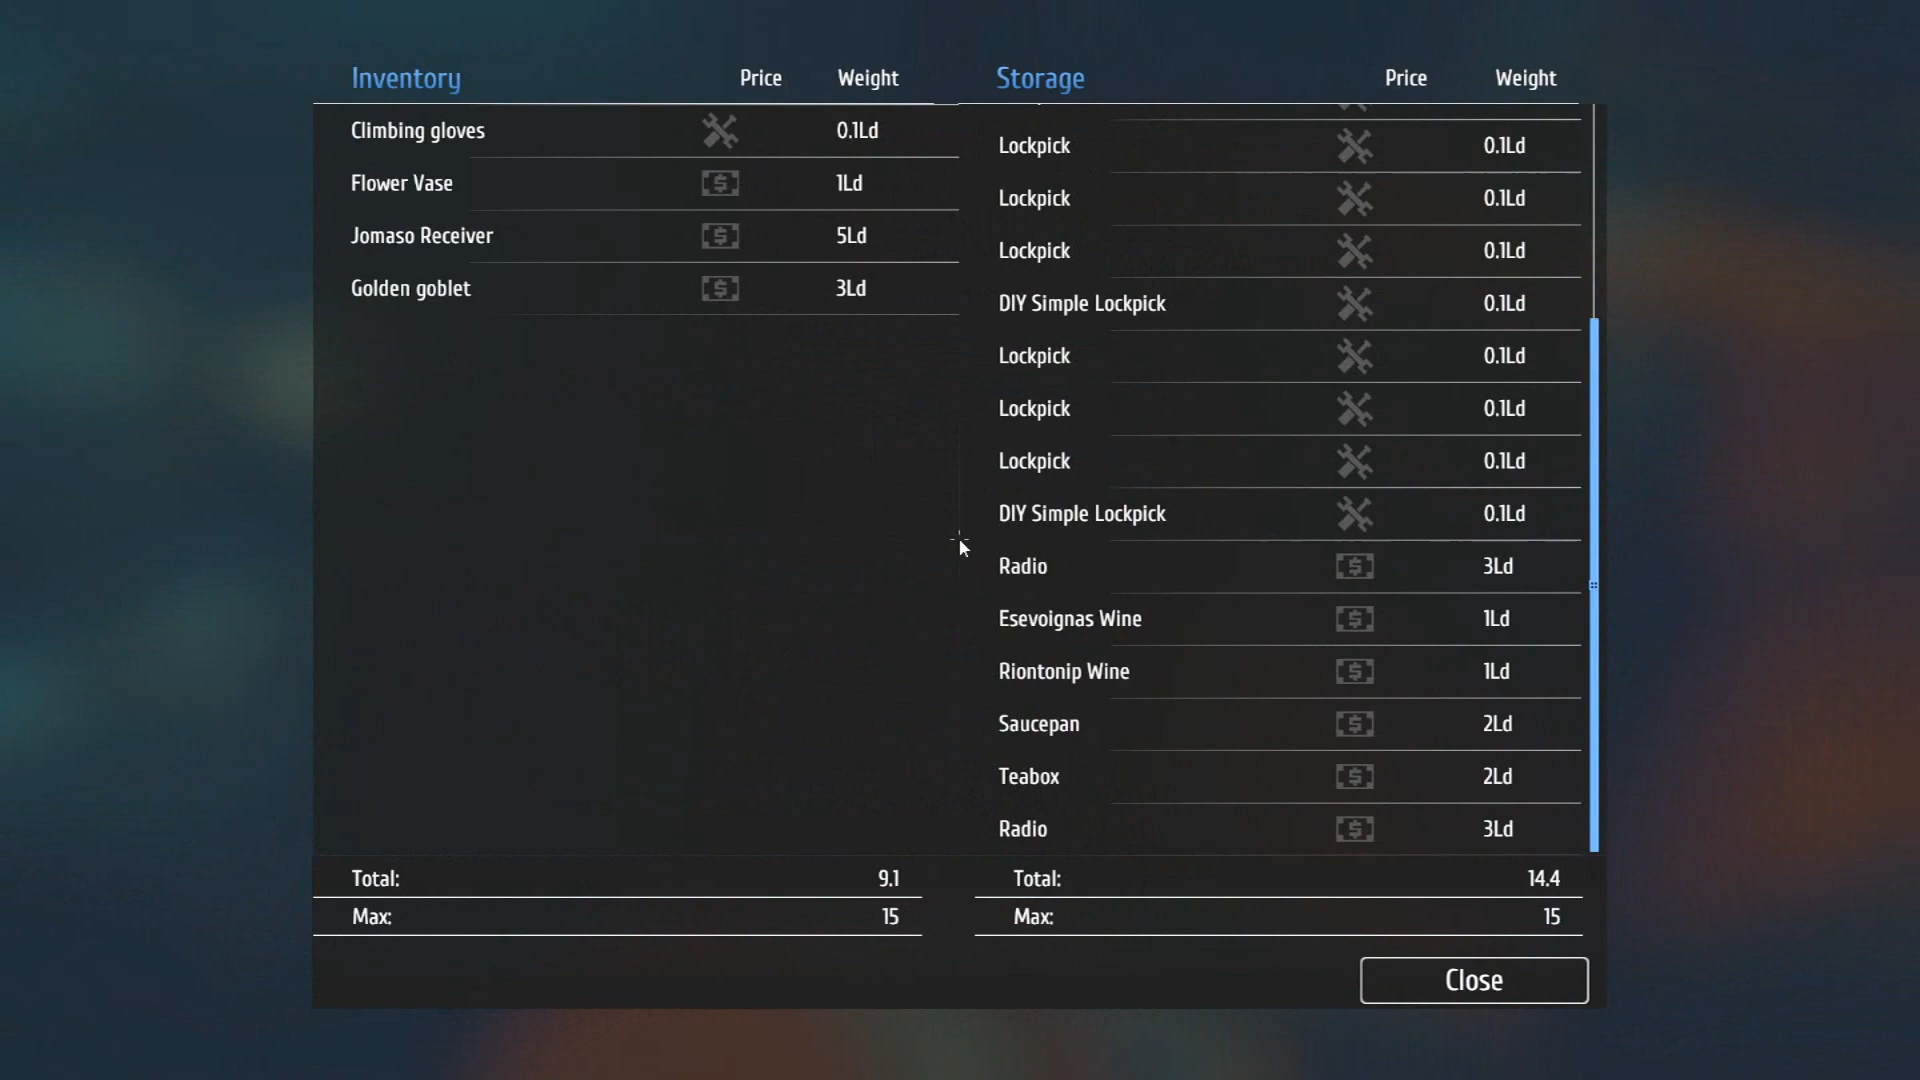 Inventory Price Weight
Climbing gloves 0.1Ld
Flower Vase 1Ld
Jomaso Receiver 5Ld
Golden goblet 3Ld
Total: 9.1
Max: 15
Storage Price Weight
Lockpick 0.1Ld
Lockpick 0.1Ld
Lockpick 0.1Ld
DIY Simple Lockpick 0.1Ld
Lockpick 0.1Ld
Lockpick 0.1Ld
Lockpick 0.1Ld
DIY Simple Lockpick 0.1Ld
Radio 3Ld
Esevoignas Wine 1Ld
Riontonip Wine 1Ld
Saucepan 2Ld
Teabox 2Ld
Radio 3Ld
Total: 14.4
Max: 15
Close